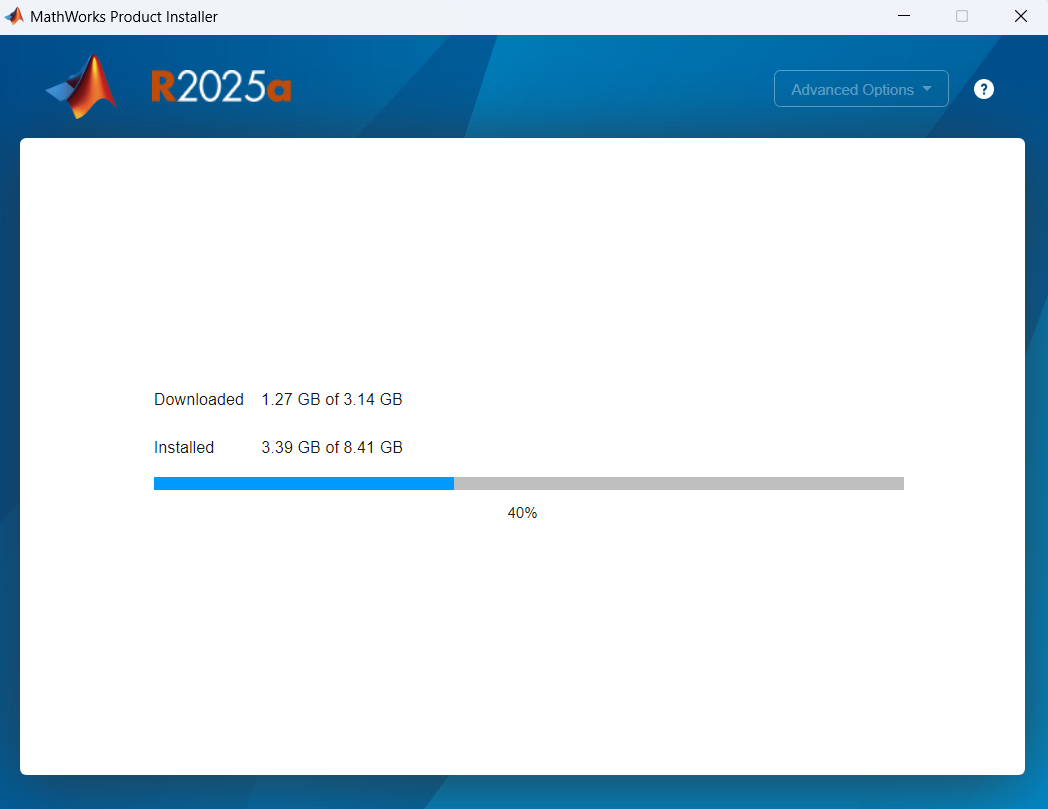 MathWorks Product Installer
R2025a
Advanced Options
?
Downloaded 1.27 GB of 3.14 GB
Installed 3.39 GB of 8.41 GB
40%